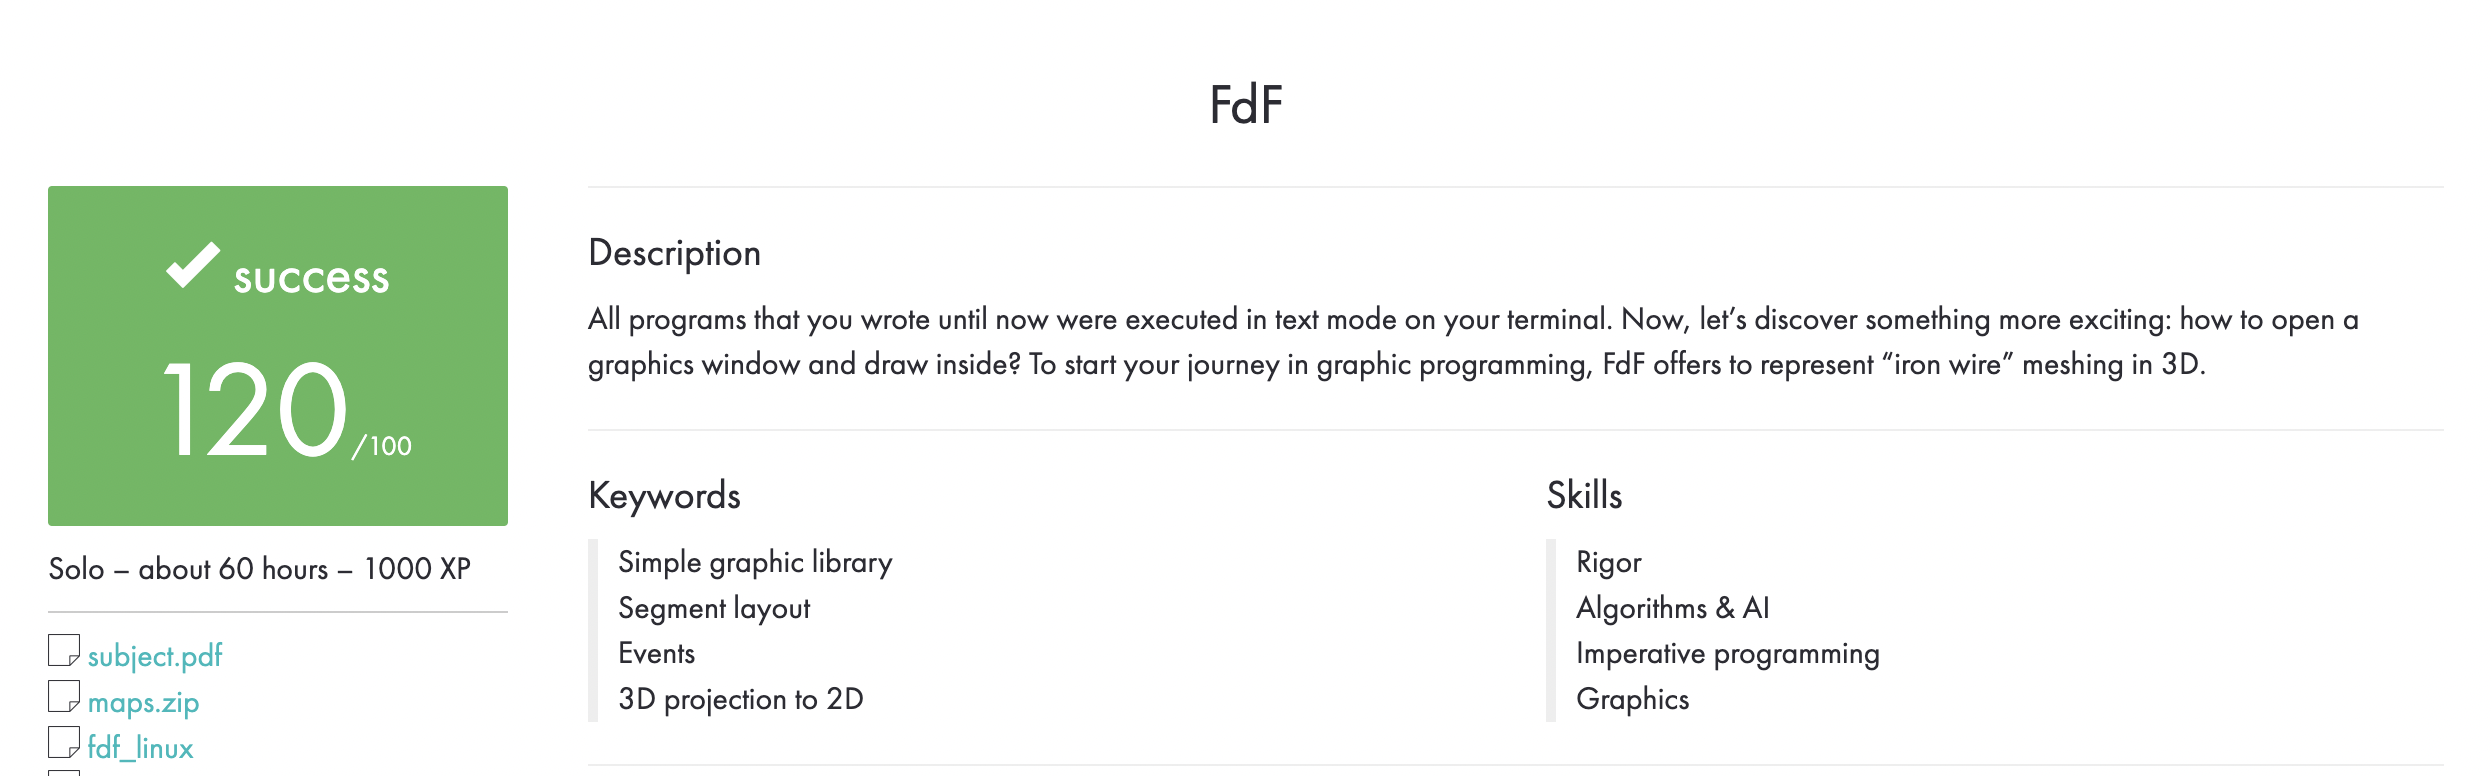 FdF
success
120/100
Solo – about 60 hours – 1000 XP
subject.pdf
maps.zip
fdf_linux
Description
All programs that you wrote until now were executed in text mode on your terminal. Now, let’s discover something more exciting: how to open a
graphics window and draw inside? To start your journey in graphic programming, FdF offers to represent “iron wire” meshing in 3D.
Keywords
Simple graphic library
Segment layout
Events
3D projection to 2D
Skills
Rigor
Algorithms & AI
Imperative programming
Graphics